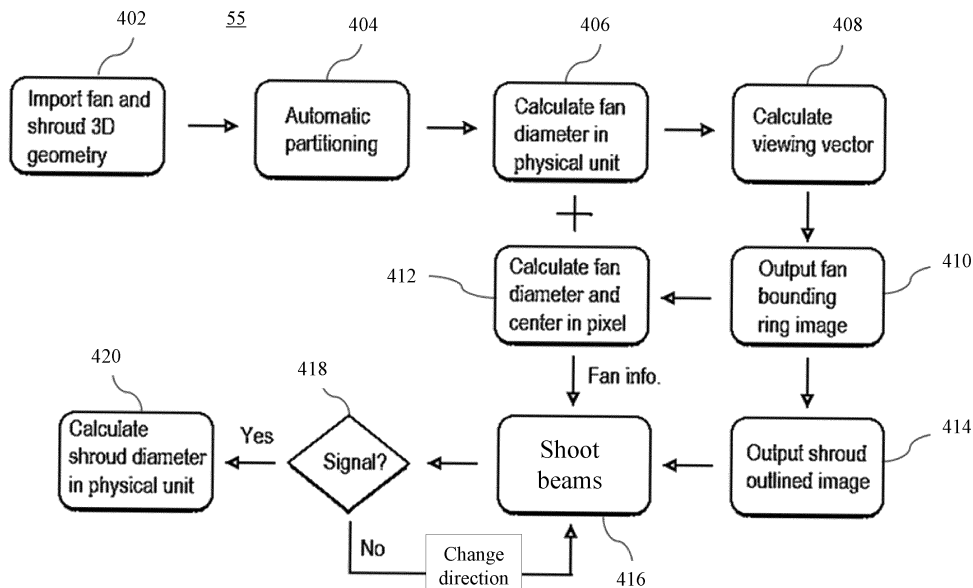 402
55
404
406
408
Import fan and
shroud 3D
geometry
Automatic
partitioning
Calculate fan
diameter in
physical unit
Calculate
viewing vector
412
Calculate fan
diameter and
center in pixel
Output fan
bounding
ring image
410
Fan info.
420
418
Calculate
shroud diameter
in physical unit
Yes
Signal?
Shoot
beams
Output shroud
outlined image
414
No
Change
direction
416